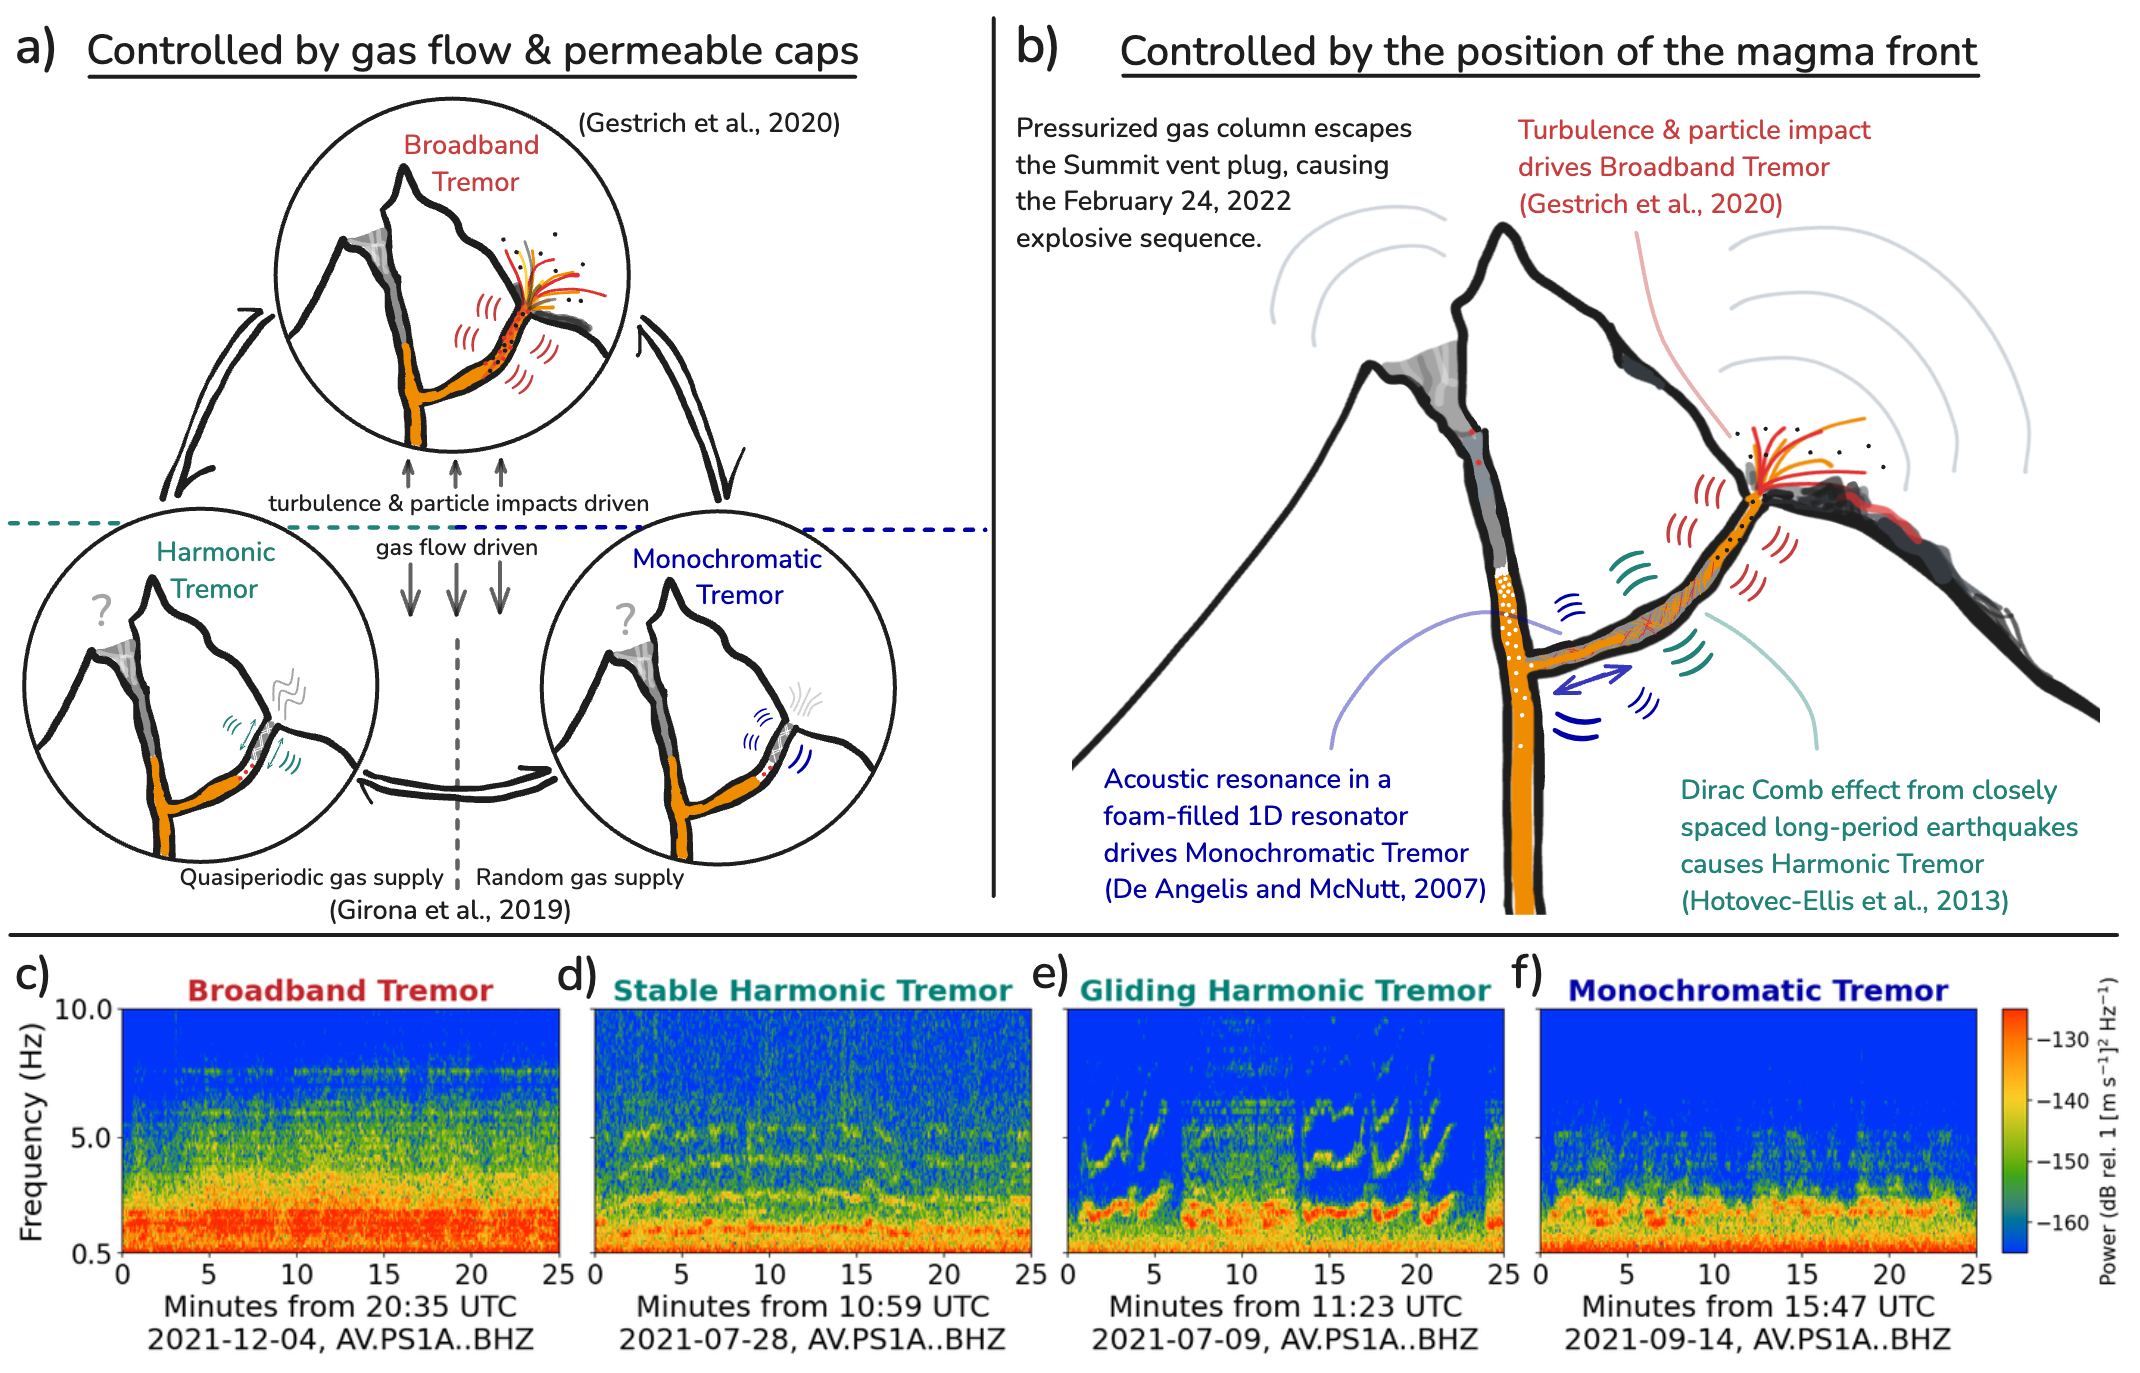 a) Controlled by gas flow & permeable caps
(Gestrich et al., 2020)
Broadband
Tremor
turbulence & particle impacts driven
gas flow driven
Harmonic
Tremor
?
Monochromatic
Tremor
?
Quasiperiodic gas supply
Random gas supply
(Girona et al., 2019)
b) Controlled by the position of the magma front
Pressurized gas column escapes
the Summit vent plug, causing
the February 24, 2022
explosive sequence.
Turbulence & particle impact
drives Broadband Tremor
(Gestrich et al., 2020)
Acoustic resonance in a
foam-filled 1D resonator
drives Monochromatic Tremor
(De Angelis and McNutt, 2007)
Dirac Comb effect from closely
spaced long-period earthquakes
causes Harmonic Tremor
(Hotovec-Ellis et al., 2013)
c) Broadband Tremor
Frequency (Hz)
10.0
5.0
0.5
0 5 10 15 20 25
Minutes from 20:35 UTC
2021-12-04, AV.PS1A..BHZ
d) Stable Harmonic Tremor
0 5 10 15 20 25
Minutes from 10:59 UTC
2021-07-28, AV.PS1A..BHZ
e) Gliding Harmonic Tremor
0 5 10 15 20 25
Minutes from 11:23 UTC
2021-07-09, AV.PS1A..BHZ
f) Monochromatic Tremor
0 5 10 15 20 25
Minutes from 15:47 UTC
2021-09-14, AV.PS1A..BHZ
−130
−140
−150
−160
Power (dB rel. 1 [m s⁻¹]² Hz⁻¹)